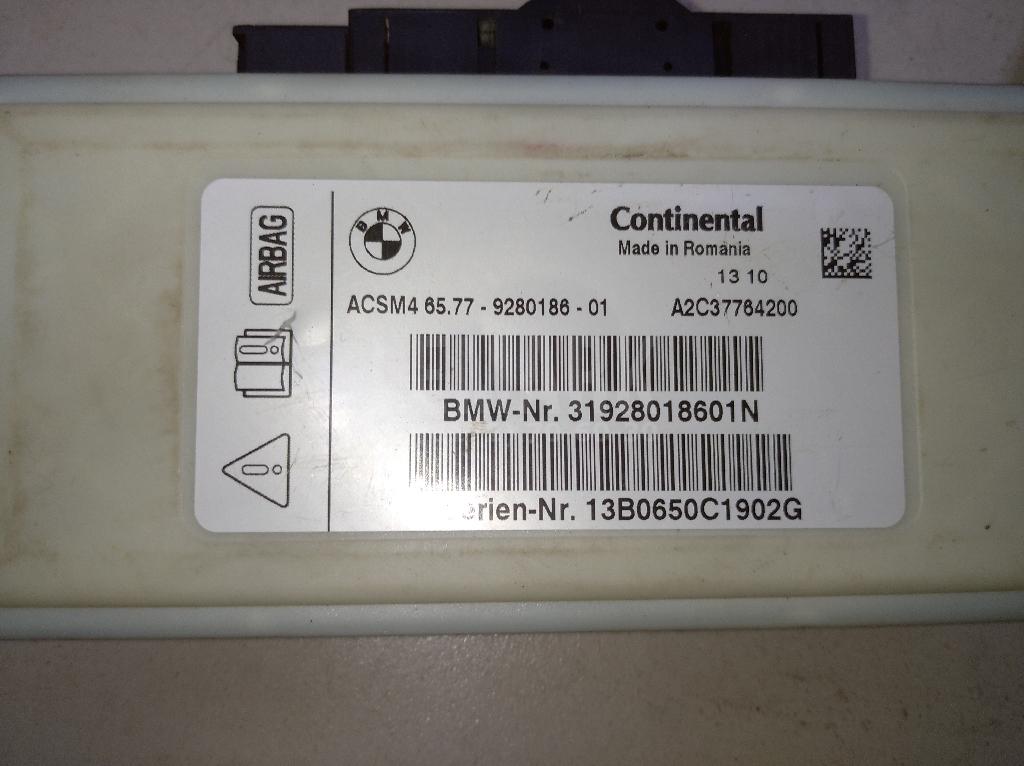 AIRBAG
BMW
Continental
Made in Romania
13 10
ACSM4 65.77 - 9280186 - 01 A2C37764200
BMW-Nr. 31928018601N
erien-Nr. 13B0650C1902G